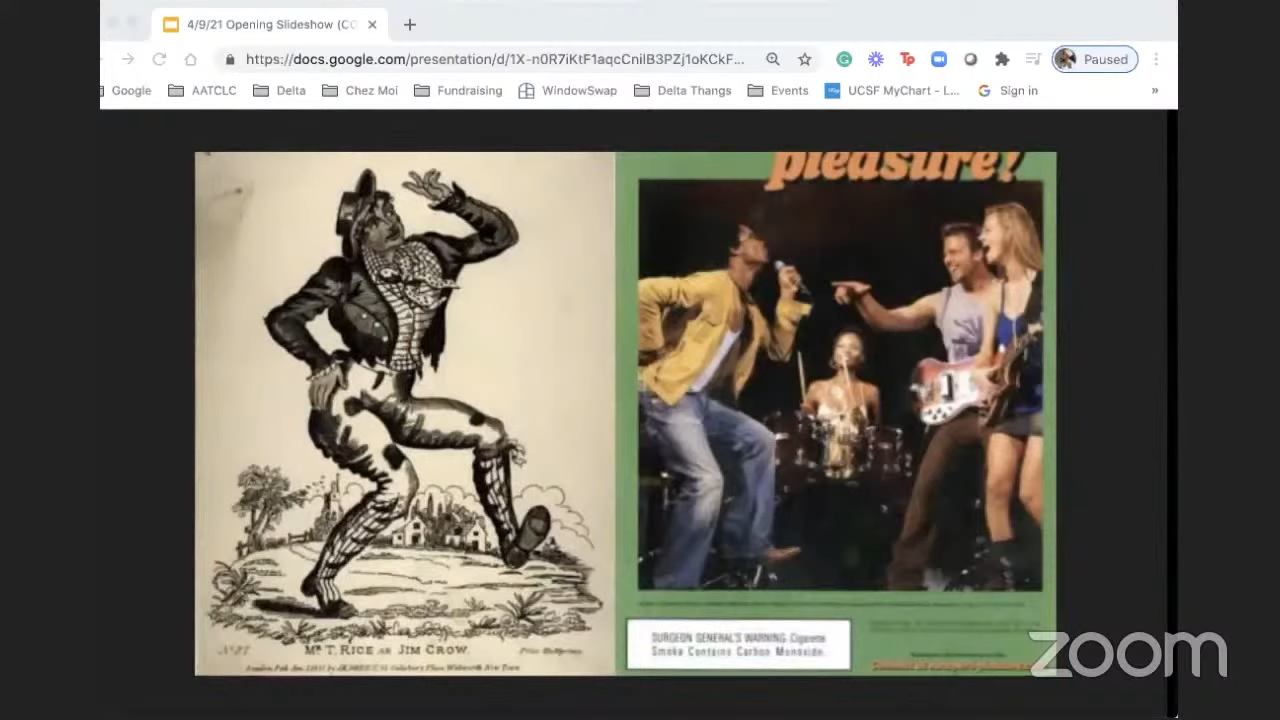 4/9/21 Opening Slideshow (CO
https://docs.google.com/presentation/d/1X-n0R7iKtF1aqcCnilB3PZj1oKCkF...
Paused
Google
AATCLC
Delta
Chez Moi
Fundraising
WindowSwap
Delta Thangs
Events
UCSF MyChart - L...
Sign in
»
pleasure!
Mr. T. RICE AS JIM CROW.
SURGEON GENERAL'S WARNING: Cigarette
Smoke Contains Carbon Monoxide.
zoom